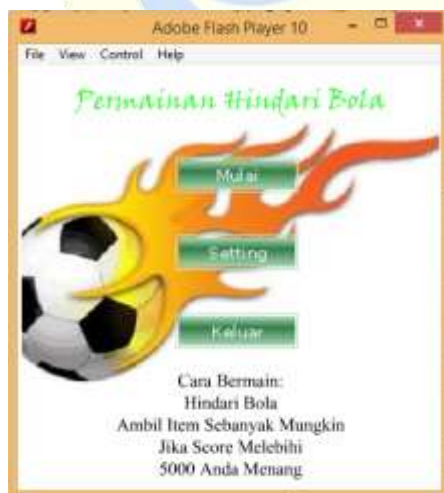 Adobe Flash Player 10
File View Control Help
Permainan Hindari Bola
Mulai
Setting
Keluar
Cara Bermain:
Hindari Bola
Ambil Item Sebanyak Mungkin
Jika Score Melebihi
5000 Anda Menang